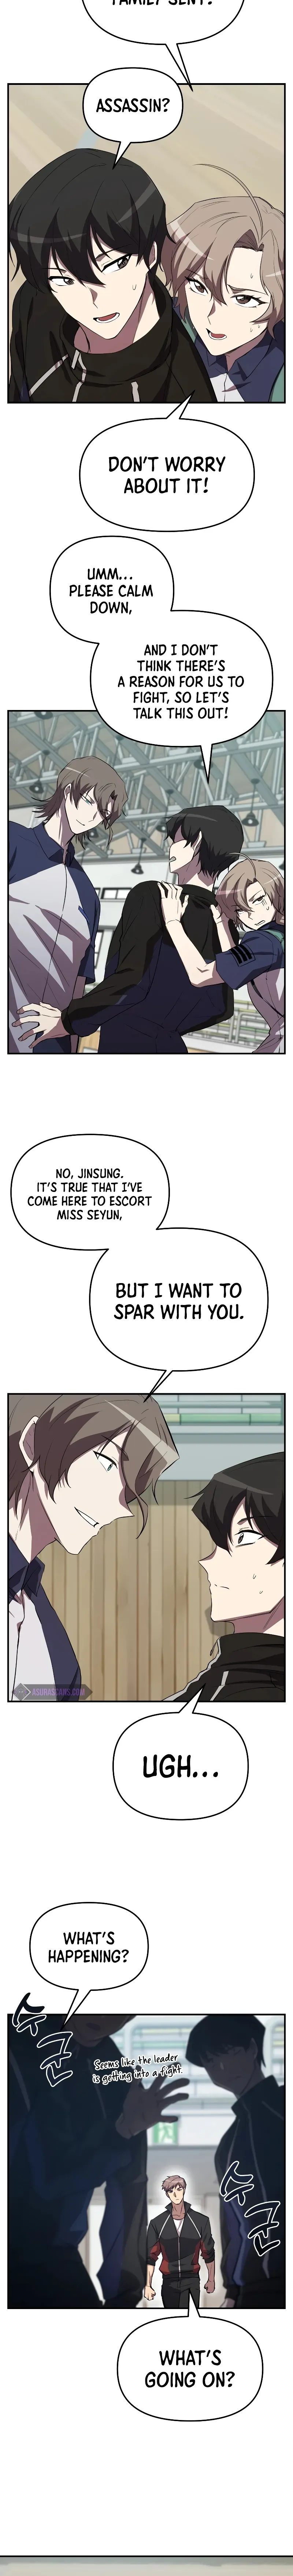 FAMILY SENT?
ASSASSIN?
DON'T WORRY
ABOUT IT!
UMM...
PLEASE CALM
DOWN,
AND I DON'T
THINK THERE'S
A REASON FOR US TO
FIGHT, SO LET'S
TALK THIS OUT!
NO, JINSUNG.
IT'S TRUE THAT I'VE
COME HERE TO ESCORT
MISS SEYUN,
BUT I WANT TO
SPAR WITH YOU.
ASURASCANS.COM
UGH...
WHAT'S
HAPPENING?
수군
Seems like the leader
is getting into a fight.
수군
WHAT'S
GOING ON?